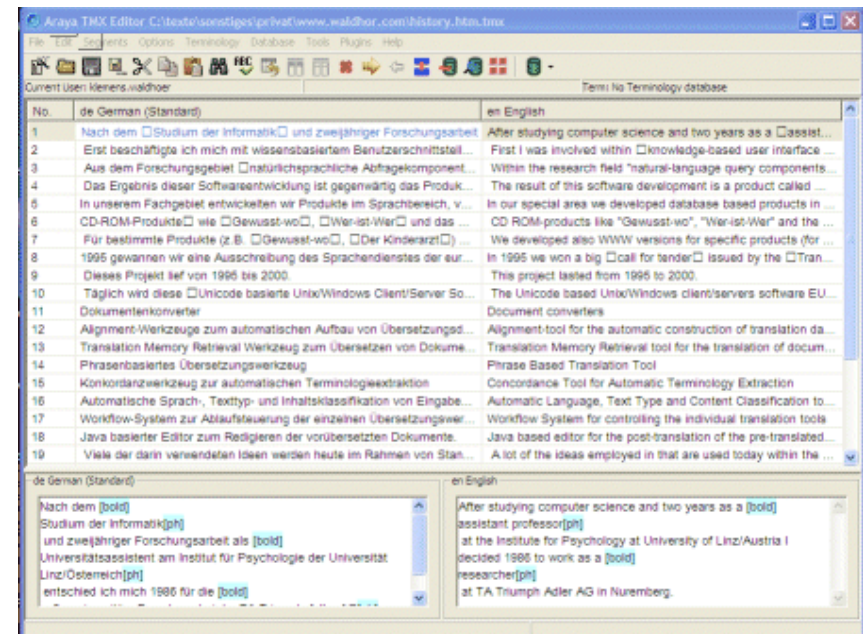 Araya TMX Editor C:\texte\sonstiges\privat\www.waldhor.com\history.htm.tmx
File Edit Segments Options Terminology Database Tools Plugins Help
Current User: klemens.waldhoer Term: No Terminology database
No. de German (Standard) en English
1 Nach dem □Studium der Informatik□ und zweijähriger Forschungsarbeit After studying computer science and two years as a □assist...
2 Erst beschäftigte ich mich mit wissensbasiertem Benutzerschnittstell... First I was involved within □knowledge-based user interface ...
3 Aus dem Forschungsgebiet □natürlichsprachliche Abfragekomponent... Within the research field "natural-language query components...
4 Das Ergebnis dieser Softwareentwicklung ist gegenwärtig das Produk... The result of this software development is a product called ...
5 In unserem Fachgebiet entwickelten wir Produkte im Sprachbereich, v... In our special area we developed database based products in ...
6 CD-ROM-Produkte□ wie □Gewusst-wo□, □Wer-ist-Wer□ und das ... CD ROM-products like "Gewusst-wo", "Wer-ist-Wer" and the ...
7 Für bestimmte Produkte (z.B. □Gewusst-wo□, □Der Kinderarzt□) ... We developed also WWW versions for specific products (for ...
8 1995 gewannen wir eine Ausschreibung des Sprachendienstes der eur... In 1995 we won a big □call for tender□ issued by the □Tran...
9 Dieses Projekt lief von 1995 bis 2000. This project lasted from 1995 to 2000.
10 Täglich wird diese □Unicode basierte Unix/Windows Client/Server So... The Unicode based Unix/Windows client/servers software EU...
11 Dokumentenkonverter Document converters
12 Alignment-Werkzeuge zum automatischen Aufbau von Übersetzungsd... Alignment-tool for the automatic construction of translation da...
13 Translation Memory Retrieval Werkzeug zum Übersetzen von Dokume... Translation Memory Retrieval tool for the translation of docum...
14 Phrasenbasiertes Übersetzungswerkzeug Phrase Based Translation Tool
15 Konkordanzwerkzeug zur automatischen Terminologieextraktion Concordance Tool for Automatic Terminology Extraction
16 Automatische Sprach-, Texttyp- und Inhaltsklassifikation von Eingabe... Automatic Language, Text Type and Content Classification to...
17 Workflow-System zur Ablaufsteuerung der einzelnen Übersetzungswer... Workflow System for controlling the individual translation tools
18 Java basierter Editor zum Redigieren der vorübersetzten Dokumente. Java based editor for the post-translation of the pre-translated...
19 Viele der darin verwendeten Ideen werden heute im Rahmen von Stan... A lot of the ideas employed in that are used today within the ...
de German (Standard)
Nach dem [bold]
Studium der Informatik[ph]
und zweijähriger Forschungsarbeit als [bold]
Universitätsassistent am Institut für Psychologie der Universität
Linz/Österreich[ph]
entschied ich mich 1986 für die [bold]
en English
After studying computer science and two years as a [bold]
assistant professor[ph]
at the Institute for Psychology at University of Linz/Austria I
decided 1986 to work as a [bold]
researcher[ph]
at TA Triumph Adler AG in Nuremberg.